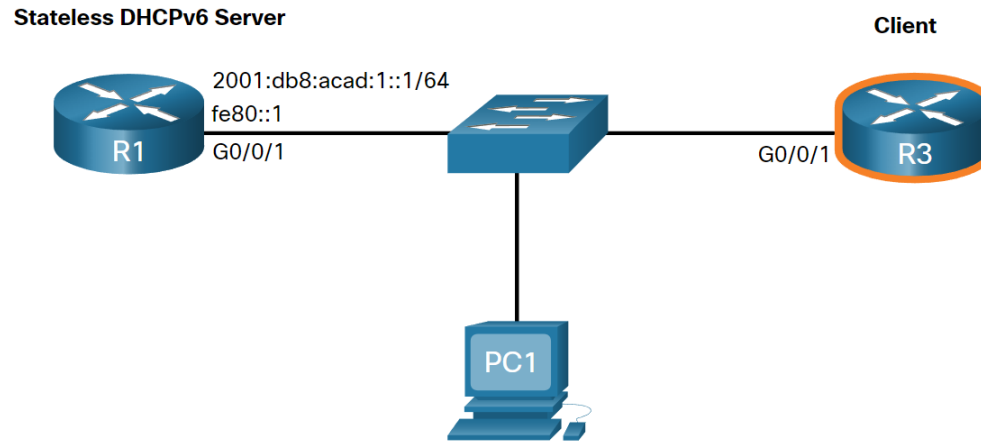 Stateless DHCPv6 Server
Client
2001:db8:acad:1::1/64
fe80::1
R1
G0/0/1
G0/0/1
R3
PC1